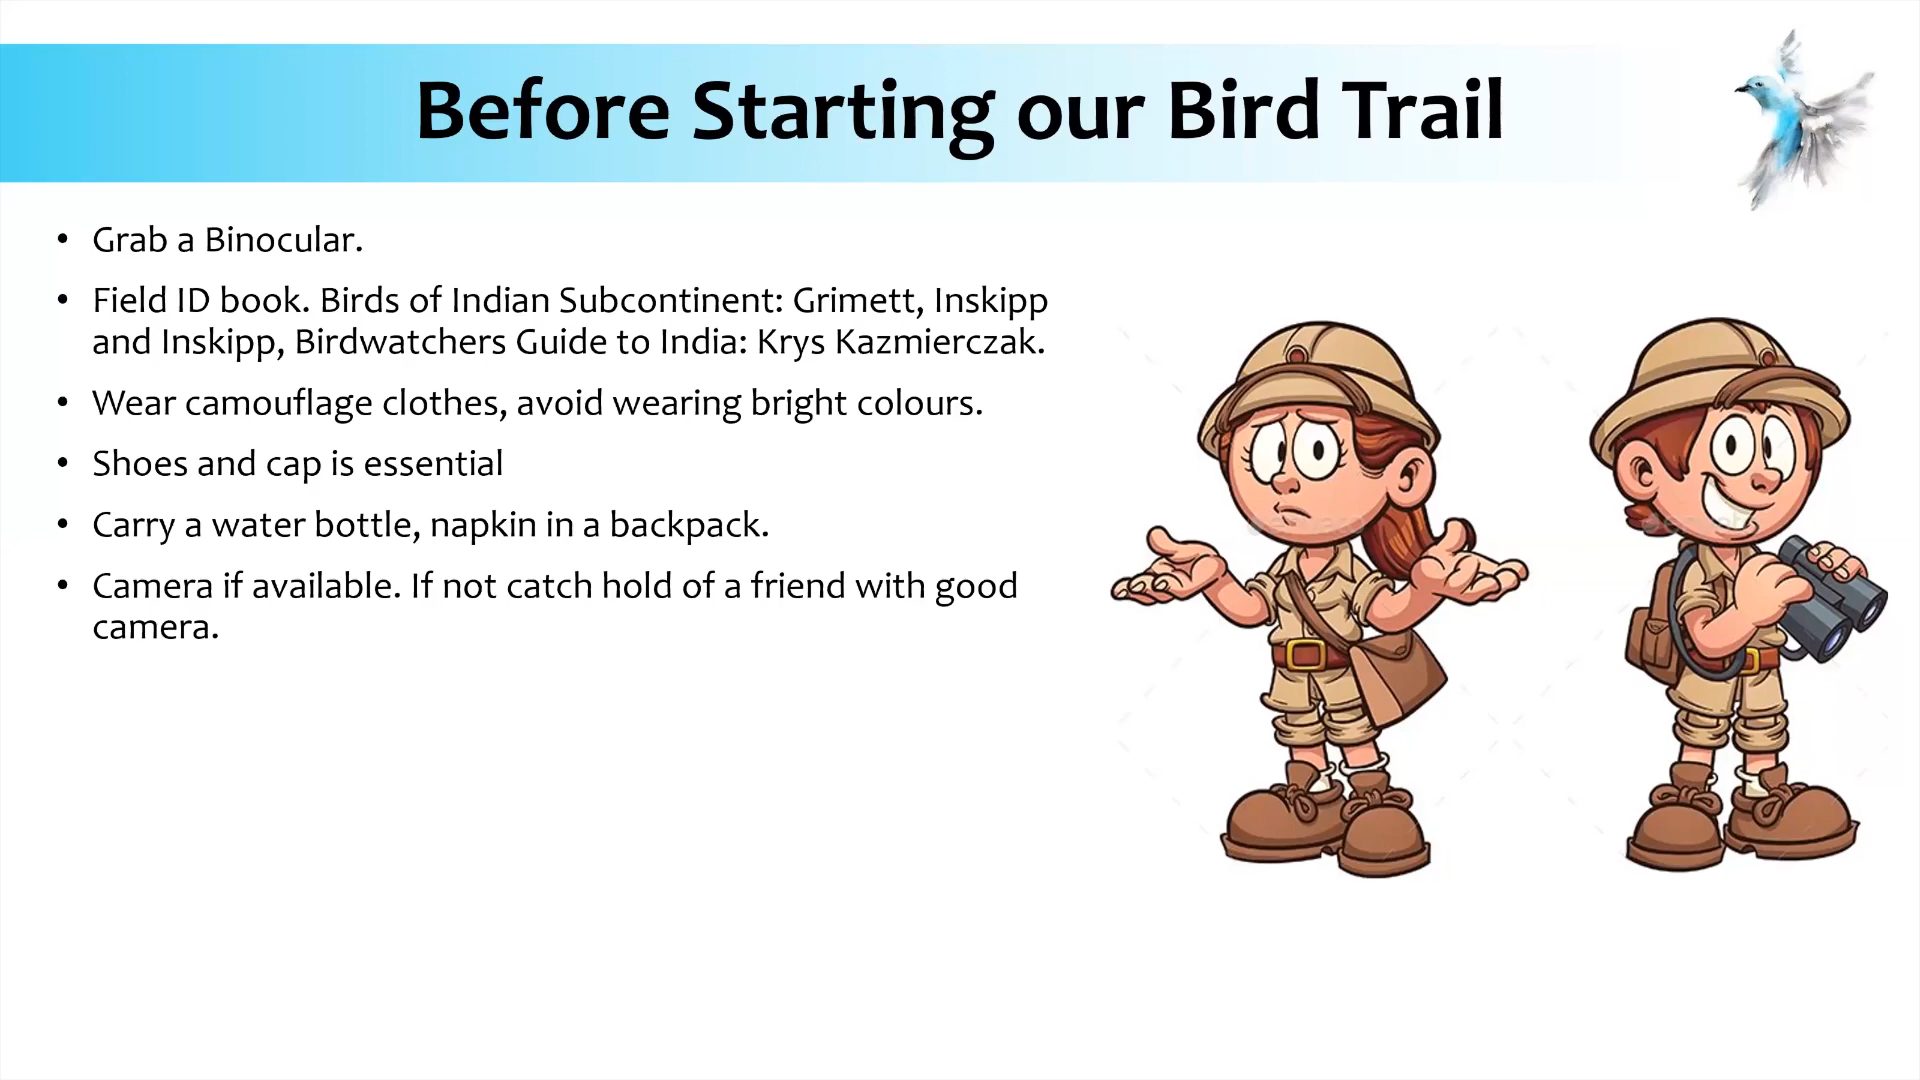 Before Starting our Bird Trail
• Grab a Binocular.
• Field ID book. Birds of Indian Subcontinent: Grimett, Inskipp
and Inskipp, Birdwatchers Guide to India: Krys Kazmierczak.
• Wear camouflage clothes, avoid wearing bright colours.
• Shoes and cap is essential
• Carry a water bottle, napkin in a backpack.
• Camera if available. If not catch hold of a friend with good
camera.